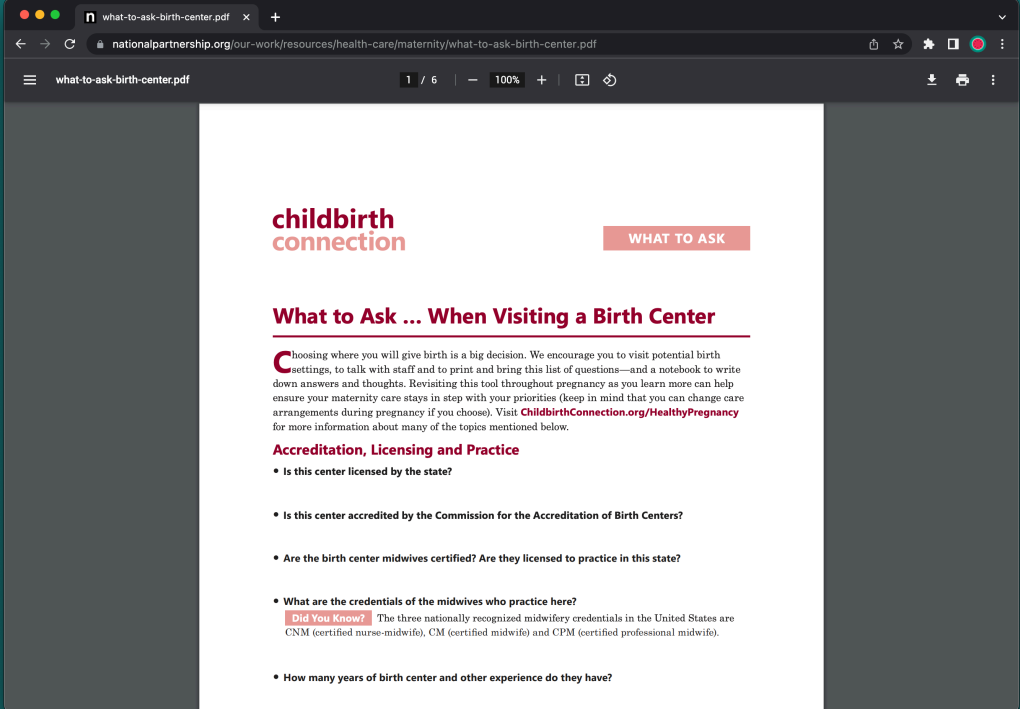 what-to-ask-birth-center.pdf
nationalpartnership.org/our-work/resources/health-care/maternity/what-to-ask-birth-center.pdf
what-to-ask-birth-center.pdf 1 / 6 100%
childbirth
connection
WHAT TO ASK
What to Ask ... When Visiting a Birth Center
Choosing where you will give birth is a big decision. We encourage you to visit potential birth
settings, to talk with staff and to print and bring this list of questions—and a notebook to write
down answers and thoughts. Revisiting this tool throughout pregnancy as you learn more can help
ensure your maternity care stays in step with your priorities (keep in mind that you can change care
arrangements during pregnancy if you choose). Visit ChildbirthConnection.org/HealthyPregnancy
for more information about many of the topics mentioned below.
Accreditation, Licensing and Practice
• Is this center licensed by the state?
• Is this center accredited by the Commission for the Accreditation of Birth Centers?
• Are the birth center midwives certified? Are they licensed to practice in this state?
• What are the credentials of the midwives who practice here?
Did You Know? The three nationally recognized midwifery credentials in the United States are
CNM (certified nurse-midwife), CM (certified midwife) and CPM (certified professional midwife).
• How many years of birth center and other experience do they have?